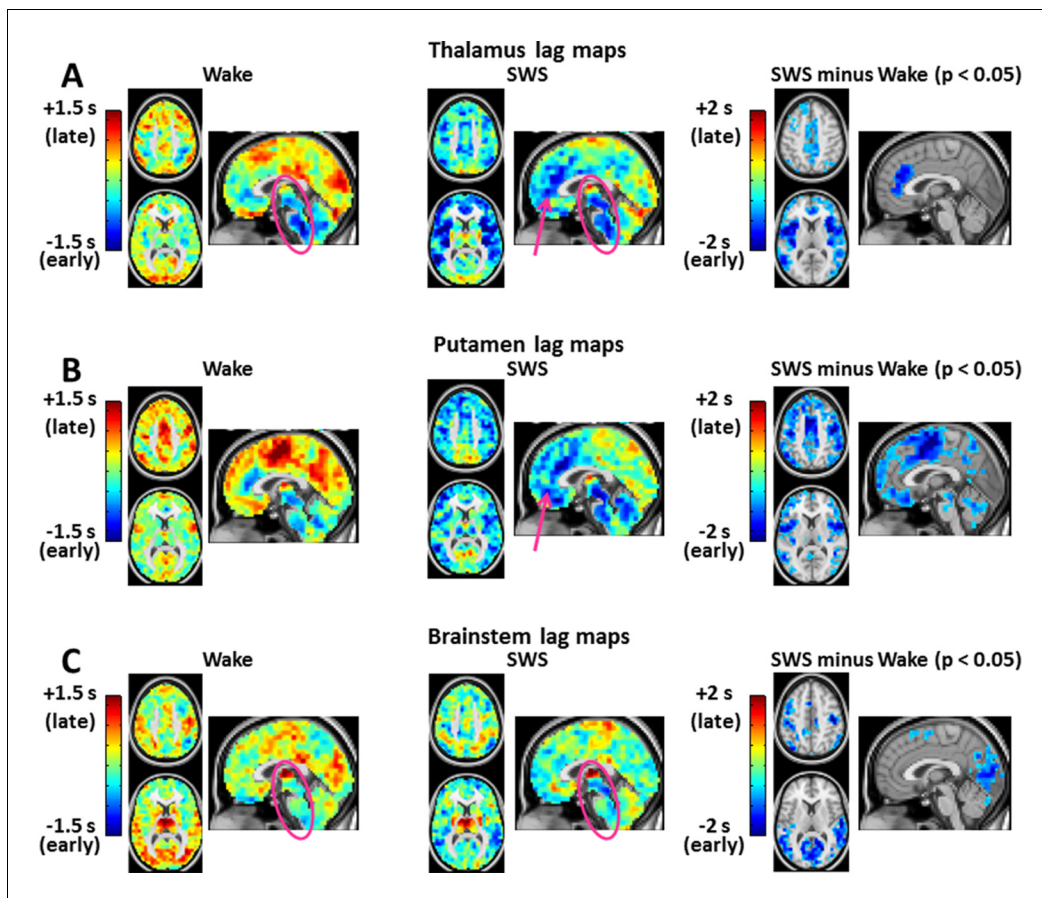 Thalamus lag maps
A
Wake
SWS
SWS minus Wake (p < 0.05)
+1.5 s
(late)
-1.5 s
(early)
+2 s
(late)
-2 s
(early)
Putamen lag maps
B
Wake
SWS
SWS minus Wake (p < 0.05)
+1.5 s
(late)
-1.5 s
(early)
+2 s
(late)
-2 s
(early)
Brainstem lag maps
C
Wake
SWS
SWS minus Wake (p < 0.05)
+1.5 s
(late)
-1.5 s
(early)
+2 s
(late)
-2 s
(early)